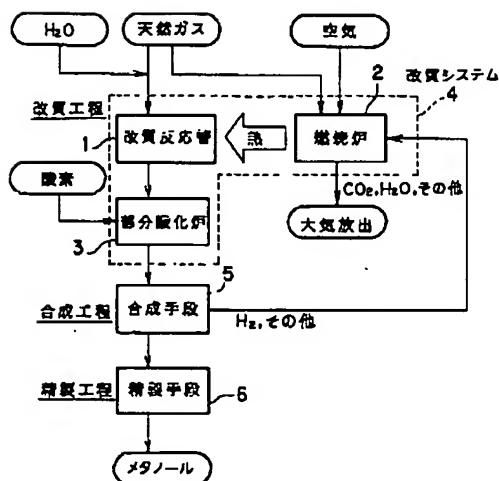 H₂O
天然ガス
空気
改質システム
4
2
改質工程
1
改質反応管
熱
燃焼炉
酸素
CO₂,H₂O,その他
大気放出
部分酸化炉
3
5
合成工程
合成手段
H₂,その他
精製工程
精製手段
6
メタノール